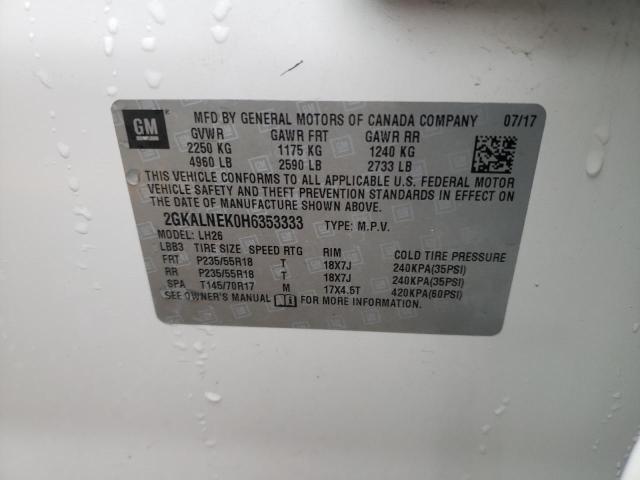 GM
MFD BY GENERAL MOTORS OF CANADA COMPANY 07/17
GVWR GAWR FRT GAWR RR
2250 KG 1175 KG 1240 KG
4960 LB 2590 LB 2733 LB
THIS VEHICLE CONFORMS TO ALL APPLICABLE U.S. FEDERAL MOTOR
VEHICLE SAFETY AND THEFT PREVENTION STANDARDS IN EFFECT ON
THE DATE OF MANUFACTURE SHOWN ABOVE.
2GKALNEK0H6353333 TYPE: M.P.V.
MODEL: LH26
LBB3 TIRE SIZE SPEED RTG RIM COLD TIRE PRESSURE
FRT P235/55R18 T 18X7J 240KPA(35PSI)
RR P235/55R18 T 18X7J 240KPA(35PSI)
SPA T145/70R17 M 17X4.5T 420KPA(60PSI)
SEE OWNER'S MANUAL FOR MORE INFORMATION.